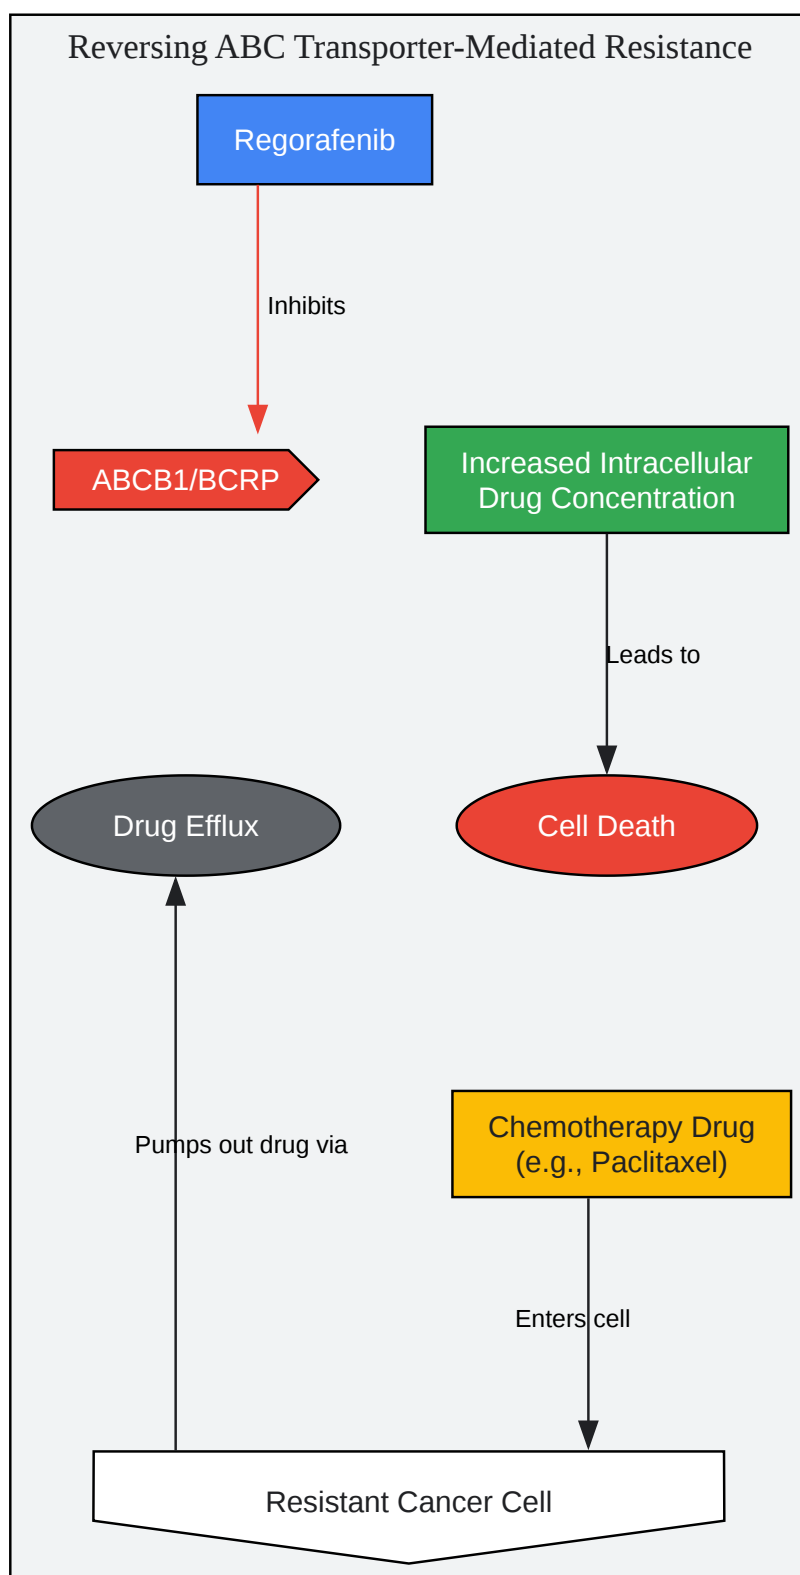 Reversing ABC Transporter-Mediated Resistance
Regorafenib
Inhibits
ABCB1/BCRP
Increased Intracellular
Drug Concentration
Leads to
Drug Efflux
Cell Death
Chemotherapy Drug
(e.g., Paclitaxel)
Pumps out drug via
Enters cell
Resistant Cancer Cell